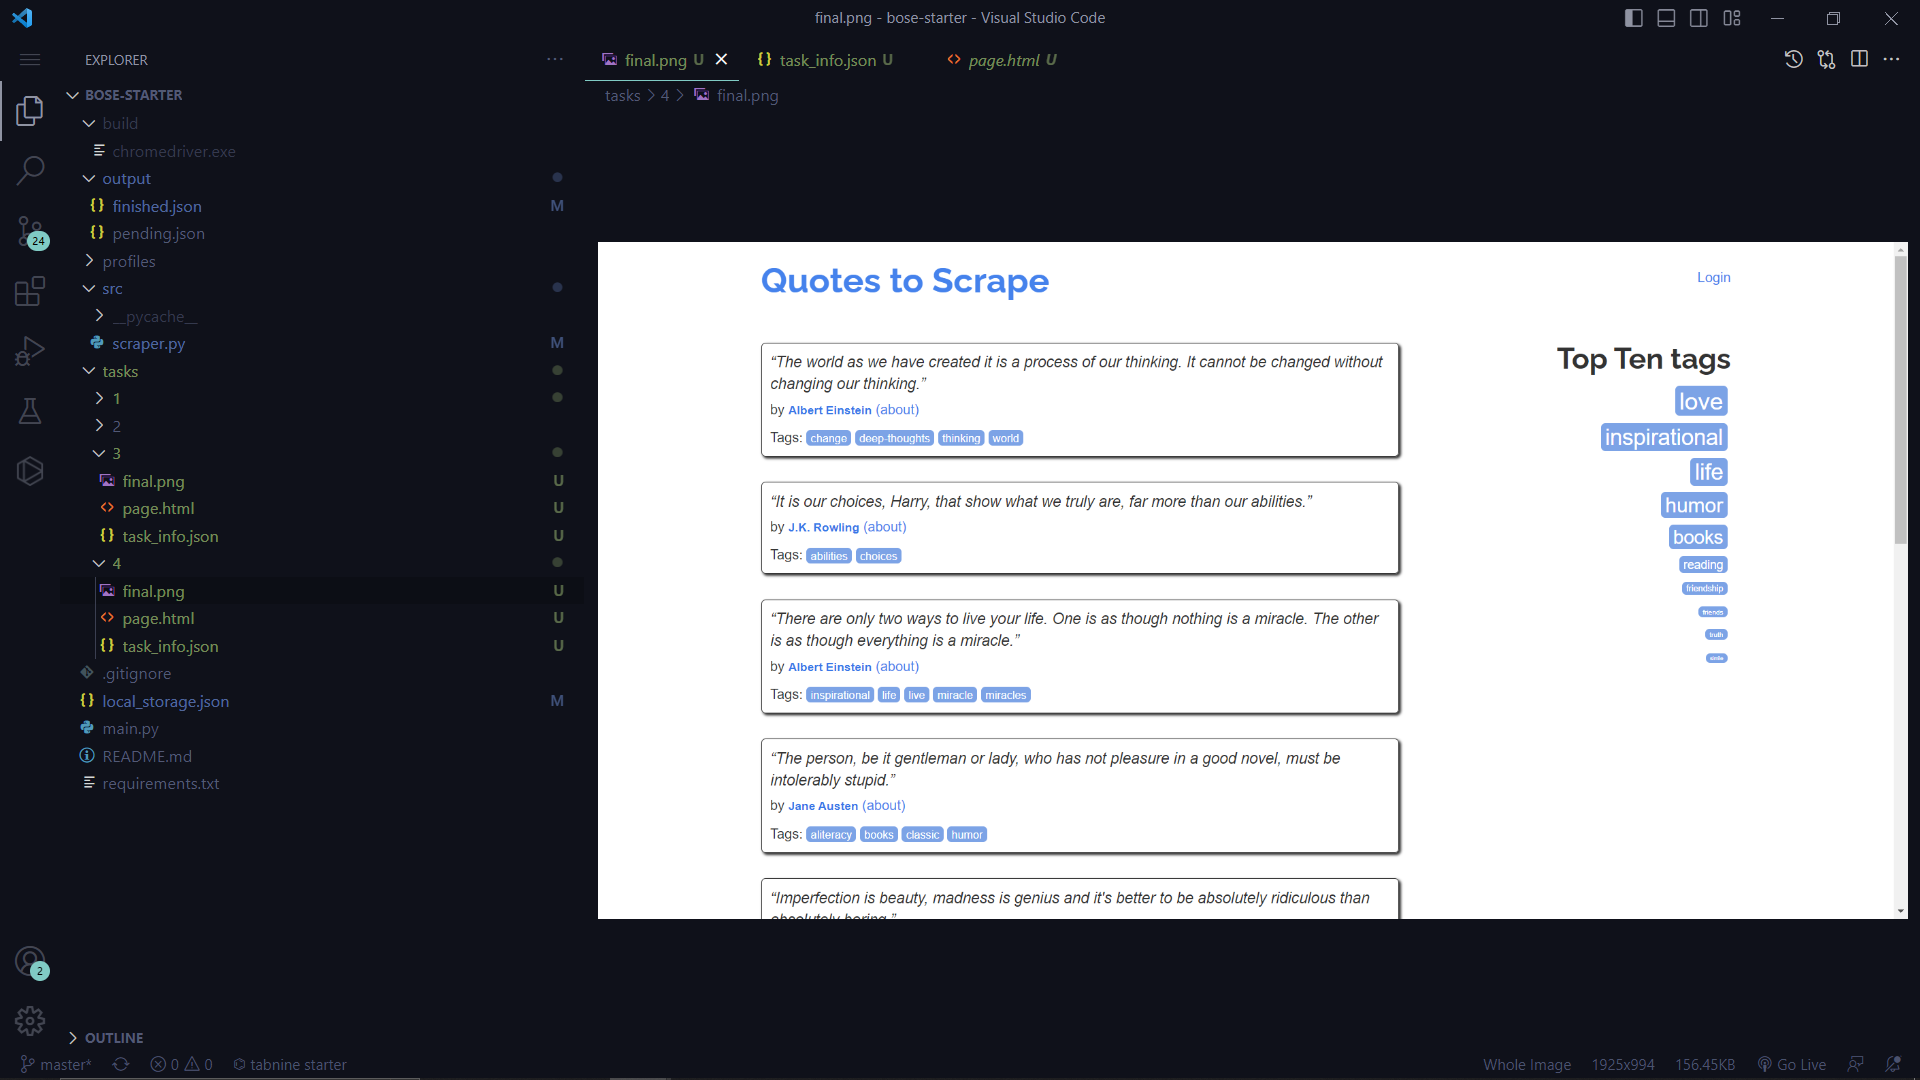 final.png - bose-starter - Visual Studio Code
EXPLORER
BOSE-STARTER
build
chromedriver.exe
output
finished.json M
pending.json
profiles
src
__pycache__
scraper.py M
tasks
1
2
3
final.png U
page.html U
task_info.json U
4
final.png U
page.html U
task_info.json U
.gitignore
local_storage.json M
main.py
README.md
requirements.txt
OUTLINE
24
2
final.png U
task_info.json U
page.html U
tasks > 4 > final.png
Quotes to Scrape
Login
“The world as we have created it is a process of our thinking. It cannot be changed without
changing our thinking.”
by Albert Einstein (about)
Tags: change deep-thoughts thinking world
“It is our choices, Harry, that show what we truly are, far more than our abilities.”
by J.K. Rowling (about)
Tags: abilities choices
“There are only two ways to live your life. One is as though nothing is a miracle. The other
is as though everything is a miracle.”
by Albert Einstein (about)
Tags: inspirational life live miracle miracles
“The person, be it gentleman or lady, who has not pleasure in a good novel, must be
intolerably stupid.”
by Jane Austen (about)
Tags: aliteracy books classic humor
“Imperfection is beauty, madness is genius and it's better to be absolutely ridiculous than
absolutely boring.”
Top Ten tags
love
inspirational
life
humor
books
reading
friendship
friends
truth
simile
master* 0 0 tabnine starter
Whole Image 1925x994 156.45KB Go Live